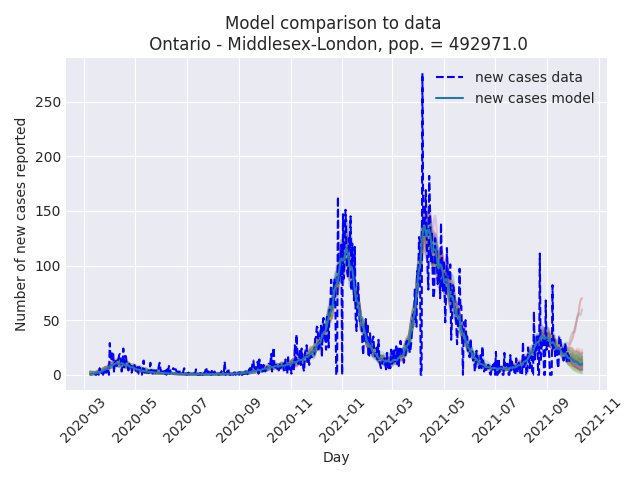 Model comparison to data
Ontario - Middlesex-London, pop. = 492971.0
new cases data
new cases model
Number of new cases reported
250
200
150
100
50
0
2020-03
2020-05
2020-07
2020-09
2020-11
2021-01
2021-03
2021-05
2021-07
2021-09
2021-11
Day